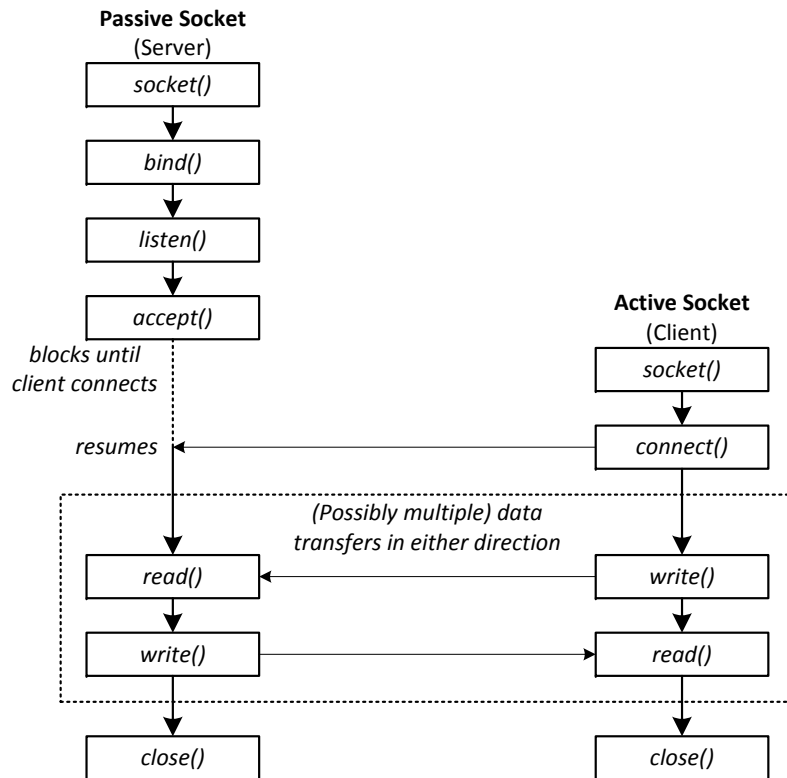 Passive Socket
(Server)
socket()
bind()
listen()
accept()
blocks until
client connects
resumes
Active Socket
(Client)
socket()
connect()
(Possibly multiple) data
transfers in either direction
read()
write()
write()
read()
close()
close()